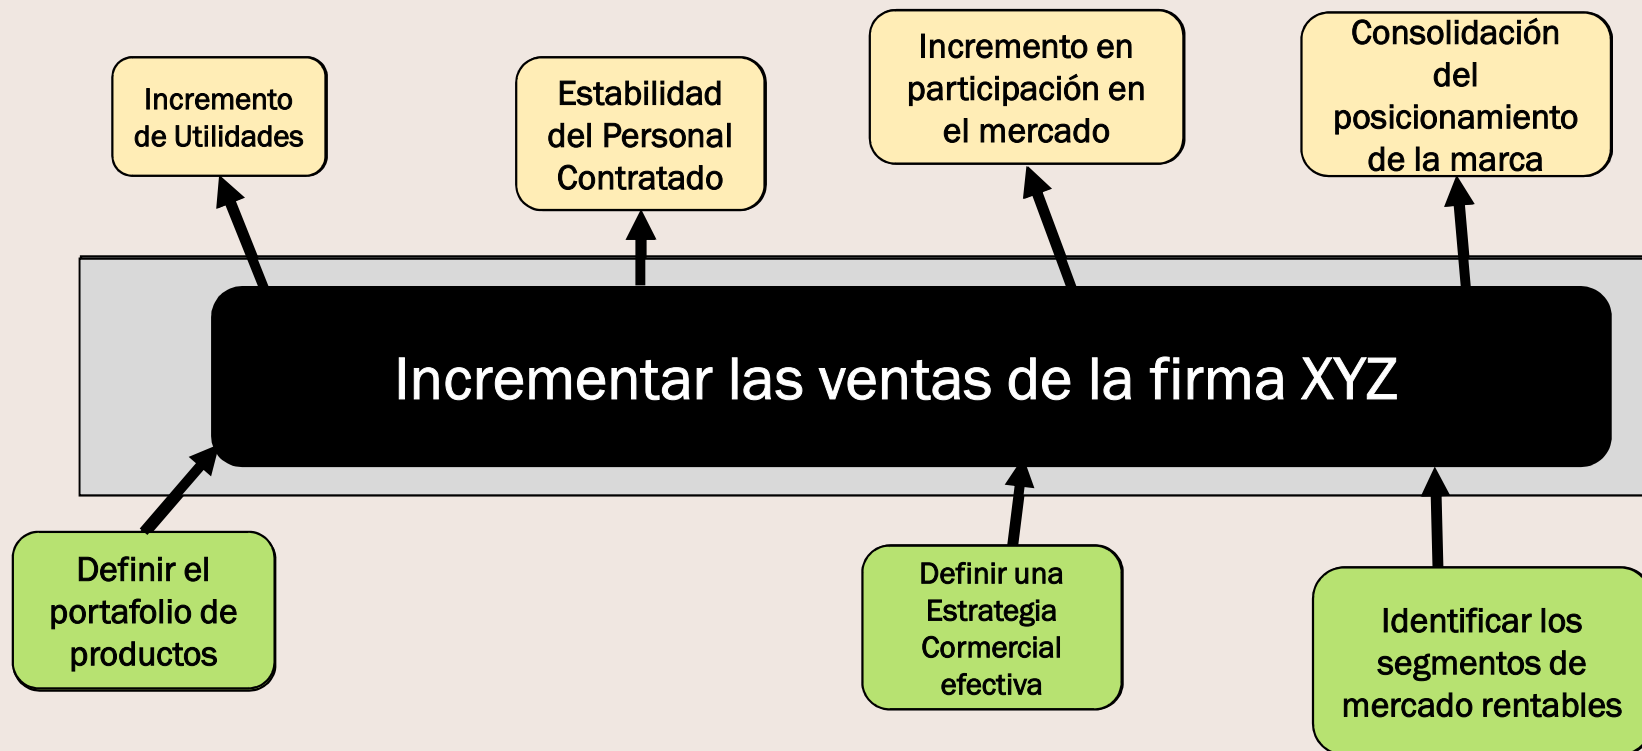 Incremento
de Utilidades
Estabilidad
del Personal
Contratado
Incremento en
participación en
el mercado
Consolidación
del
posicionamiento
de la marca
Incrementar las ventas de la firma XYZ
Definir el
portafolio de
productos
Definir una
Estrategia
Cormercial
efectiva
Identificar los
segmentos de
mercado rentables